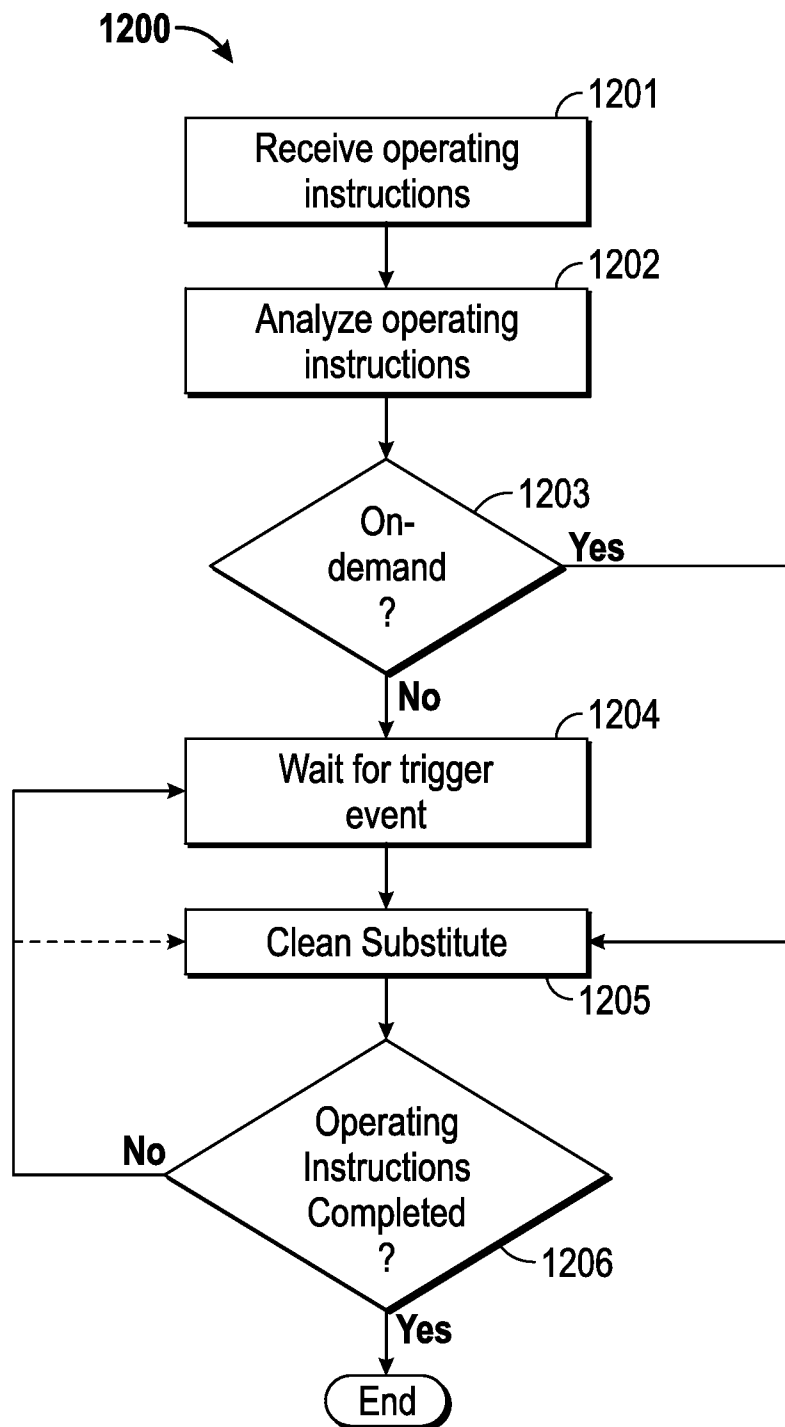 1200
1201
Receive operating
instructions
1202
Analyze operating
instructions
1203
On-
demand
?
Yes
No
1204
Wait for trigger
event
Clean Substitute
1205
No
Operating
Instructions
Completed
?
1206
Yes
End